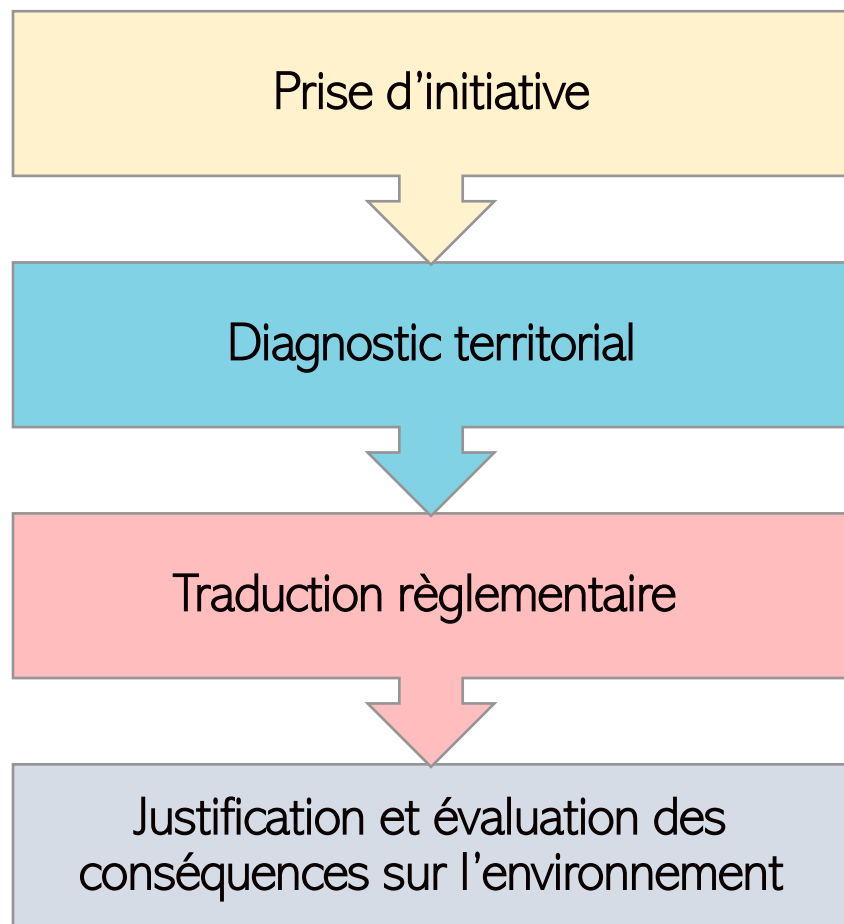 Prise d’initiative
Diagnostic territorial
Traduction règlementaire
Justification et évaluation des
conséquences sur l’environnement